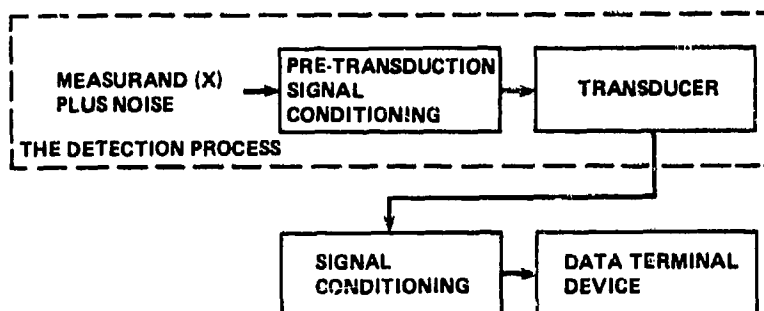 MEASURAND (X)
PLUS NOISE
PRE-TRANSDUCTION
SIGNAL
CONDITIONING
TRANSDUCER
THE DETECTION PROCESS
SIGNAL
CONDITIONING
DATA TERMINAL
DEVICE